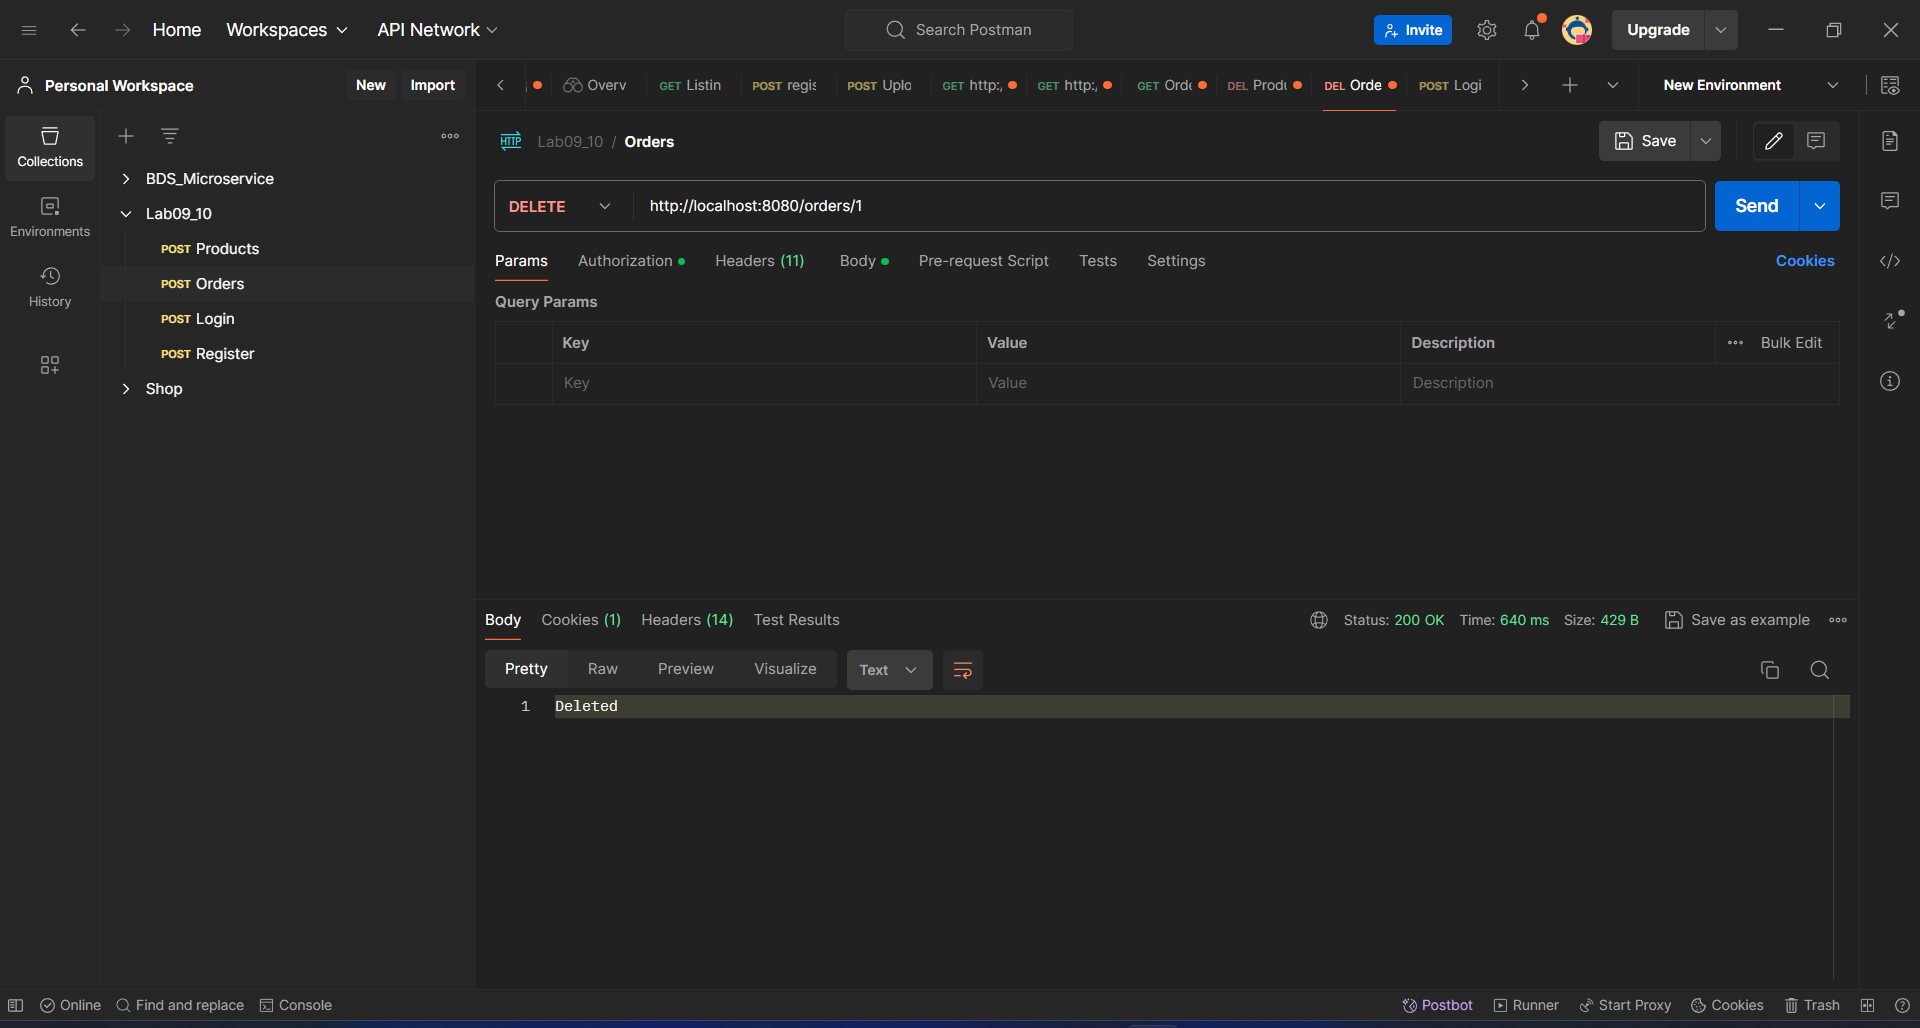 Home Workspaces API Network Search Postman Invite Upgrade
Personal Workspace New Import
Overv GET Listin POST regis POST Uplo GET http:/ GET http:/ GET Orde DEL Produ DEL Orde POST Logi New Environment
Collections
Environments
History
BDS_Microservice
Lab09_10
POST Products
POST Orders
POST Login
POST Register
Shop
HTTP Lab09_10 / Orders Save
DELETE http://localhost:8080/orders/1 Send
Params Authorization Headers (11) Body Pre-request Script Tests Settings Cookies
Query Params
Key Value Description Bulk Edit
Key Value Description
Body Cookies (1) Headers (14) Test Results Status: 200 OK Time: 640 ms Size: 429 B Save as example
Pretty Raw Preview Visualize Text
1 Deleted
Online Find and replace Console Postbot Runner Start Proxy Cookies Trash